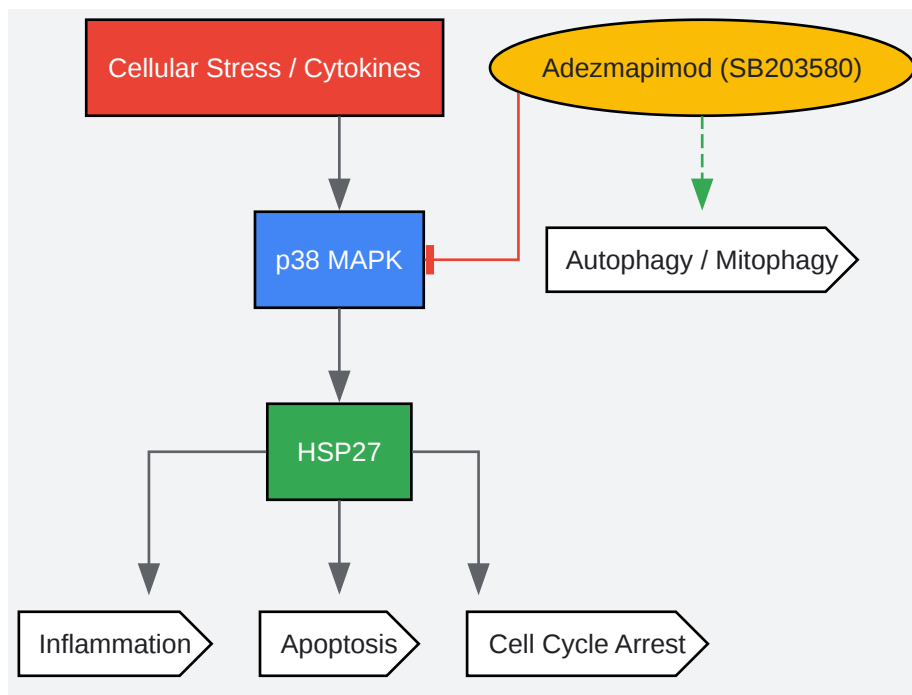 Cellular Stress / Cytokines
Adezmapimod (SB203580)
p38 MAPK
Autophagy / Mitophagy
HSP27
Inflammation
Apoptosis
Cell Cycle Arrest